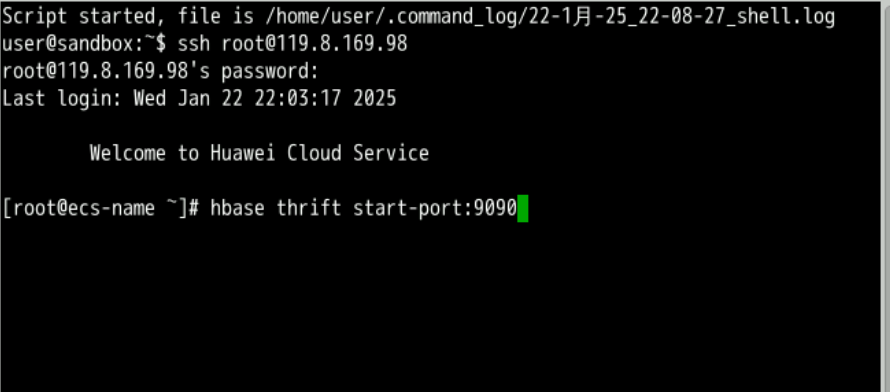 Script started, file is /home/user/.command_log/22-1月-25_22-08-27_shell.log
user@sandbox:~$ ssh root@119.8.169.98
root@119.8.169.98's password:
Last login: Wed Jan 22 22:03:17 2025
Welcome to Huawei Cloud Service
[root@ecs-name ~]# hbase thrift start-port:9090